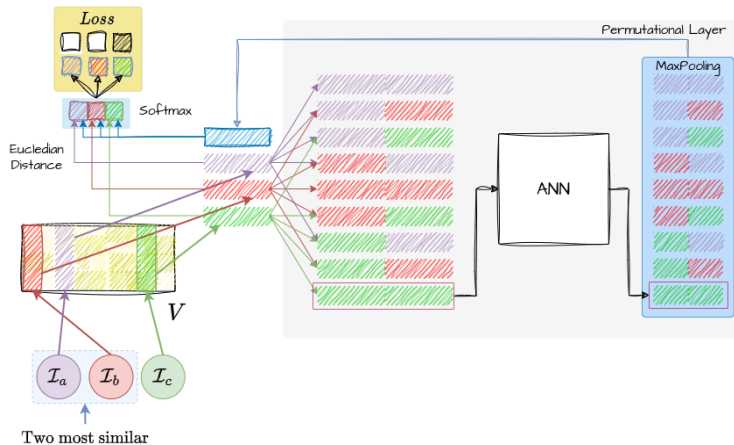 Loss
Permutational Layer
MaxPooling
Softmax
Eucledian
Distance
ANN
V
I_a
I_b
I_c
Two most similar